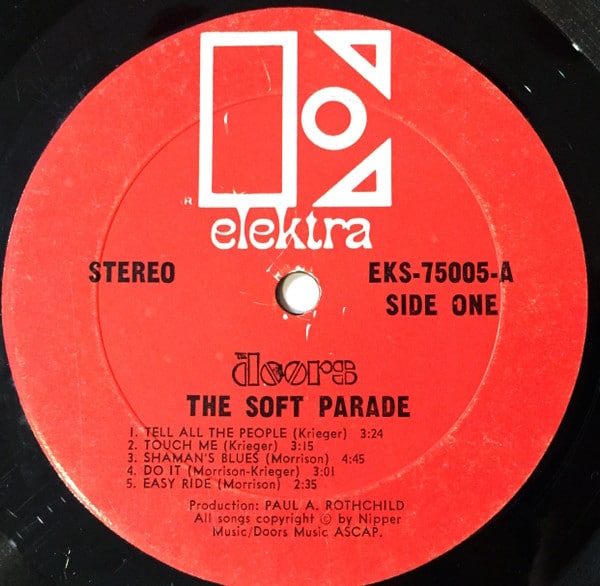 ®
elektra
STEREO
EKS-75005-A
SIDE ONE
the doors
THE SOFT PARADE
1. TELL ALL THE PEOPLE (Krieger) 3:24
2. TOUCH ME (Krieger) 3:15
3. SHAMAN'S BLUES (Morrison) 4:45
4. DO IT (Morrison-Krieger) 3:01
5. EASY RIDE (Morrison) 2:35
Production: PAUL A. ROTHCHILD
All songs copyright © by Nipper
Music/Doors Music ASCAP.